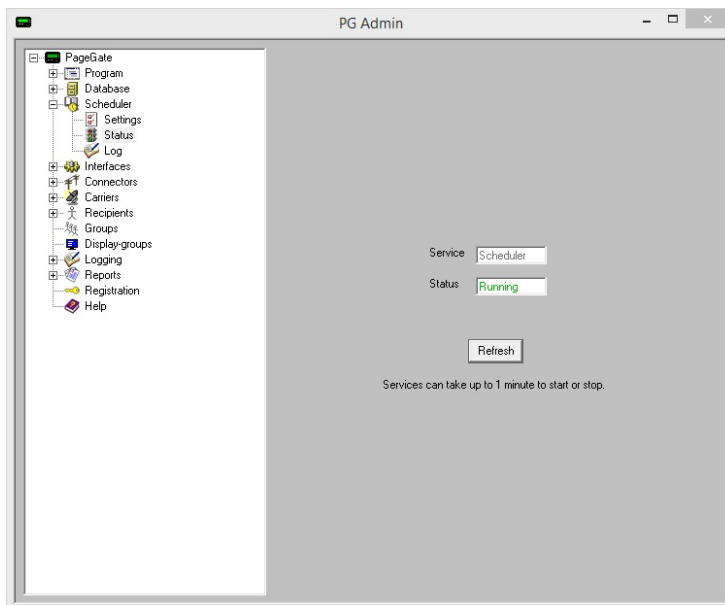 PG Admin
PageGate
Program
Database
Scheduler
Settings
Status
Log
Interfaces
Connectors
Carriers
Recipients
Groups
Display-groups
Logging
Reports
Registration
Help
Service Scheduler
Status Running
Refresh
Services can take up to 1 minute to start or stop.